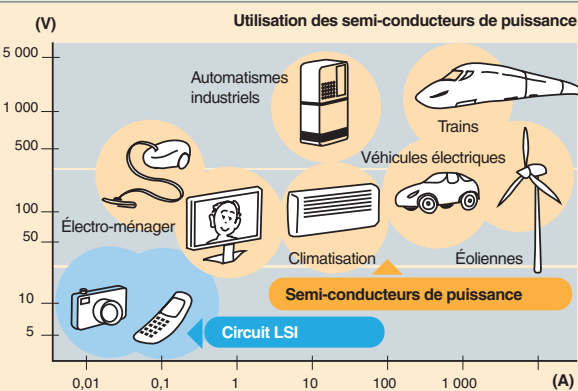 (V)
Utilisation des semi-conducteurs de puissance
5 000
1 000
500
100
50
10
5
Automatismes
industriels
Trains
Véhicules électriques
Électro-ménager
Climatisation
Éoliennes
Semi-conducteurs de puissance
Circuit LSI
0,01
0,1
1
10
100
1 000
(A)